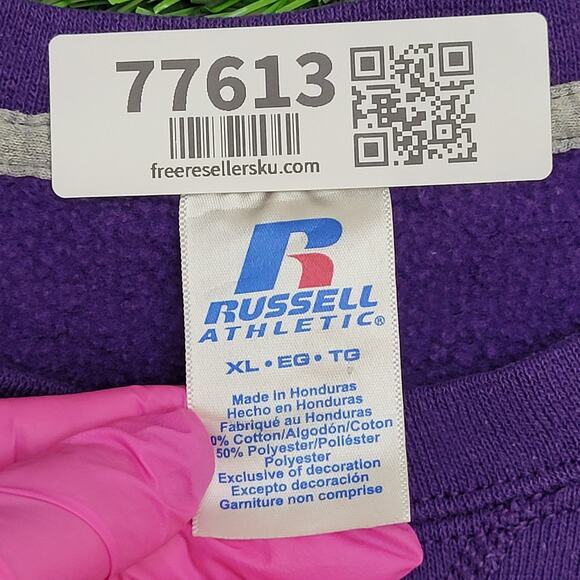 77613
freeresellersku.com
R
RUSSELL
ATHLETIC®
XL • EG • TG
Made in Honduras
Hecho en Honduras
Fabriqué au Honduras
0% Cotton/Algodón/Coton
50% Polyester/Poliéster
Polyester
Exclusive of decoration
Excepto decoración
Garniture non comprise